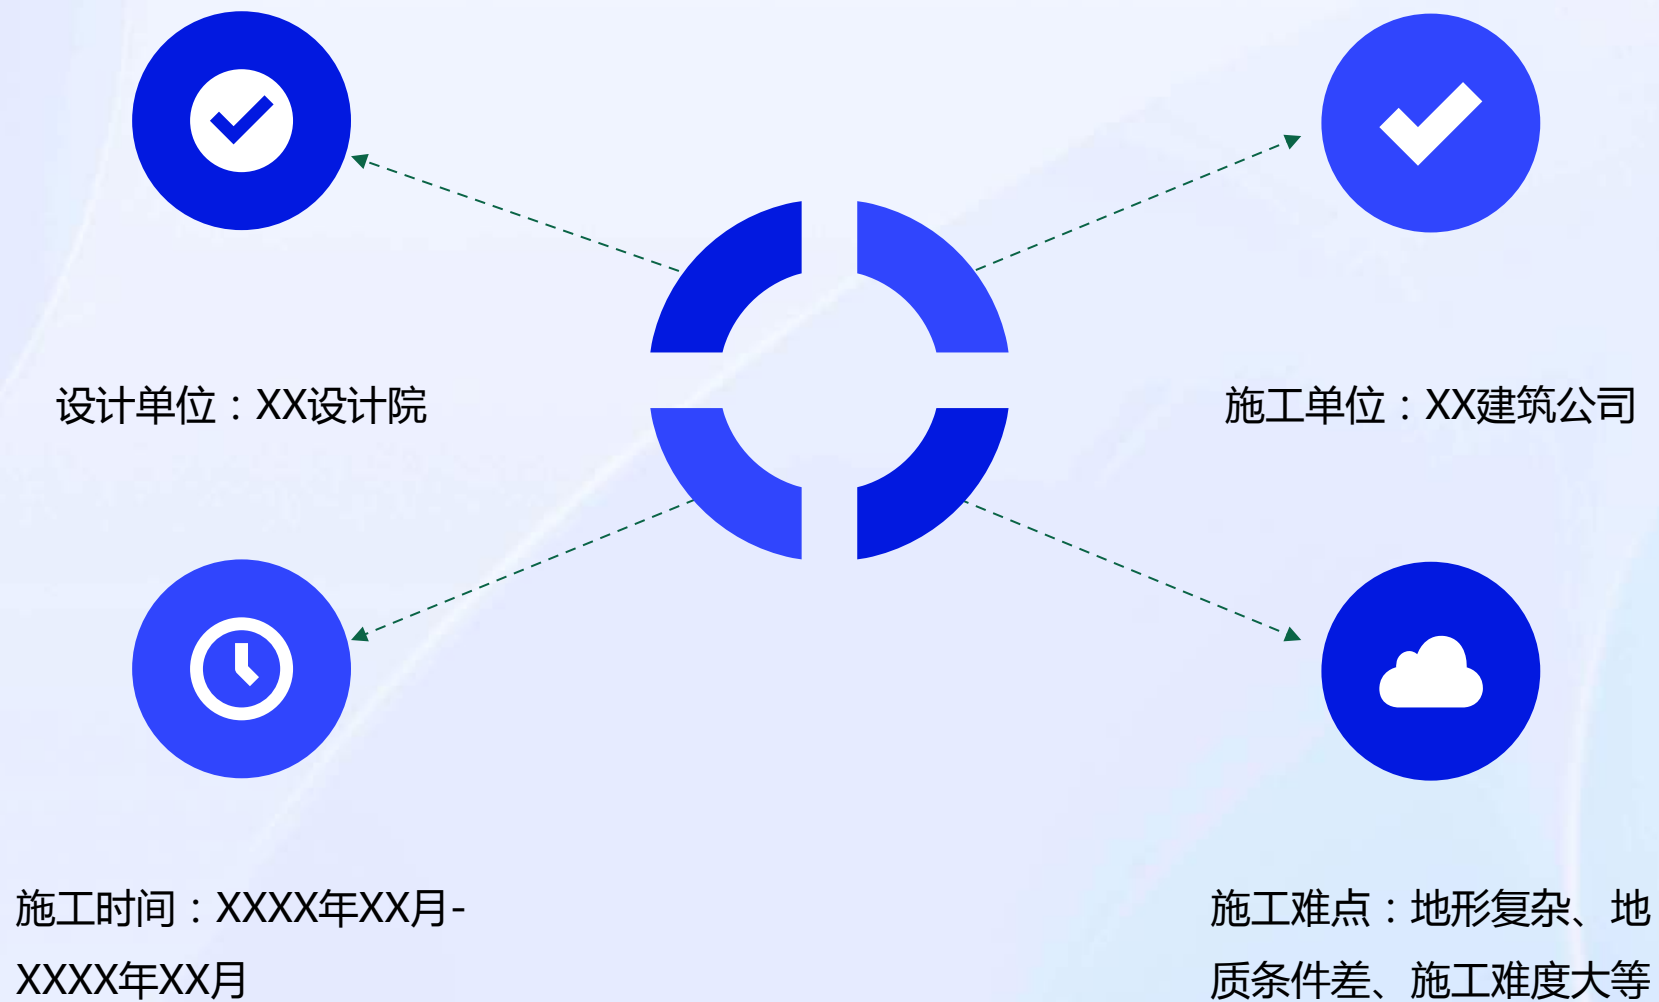 设计单位：XX设计院
施工单位：XX建筑公司
施工时间：XXXX年XX月-
XXXX年XX月
施工难点：地形复杂、地
质条件差、施工难度大等